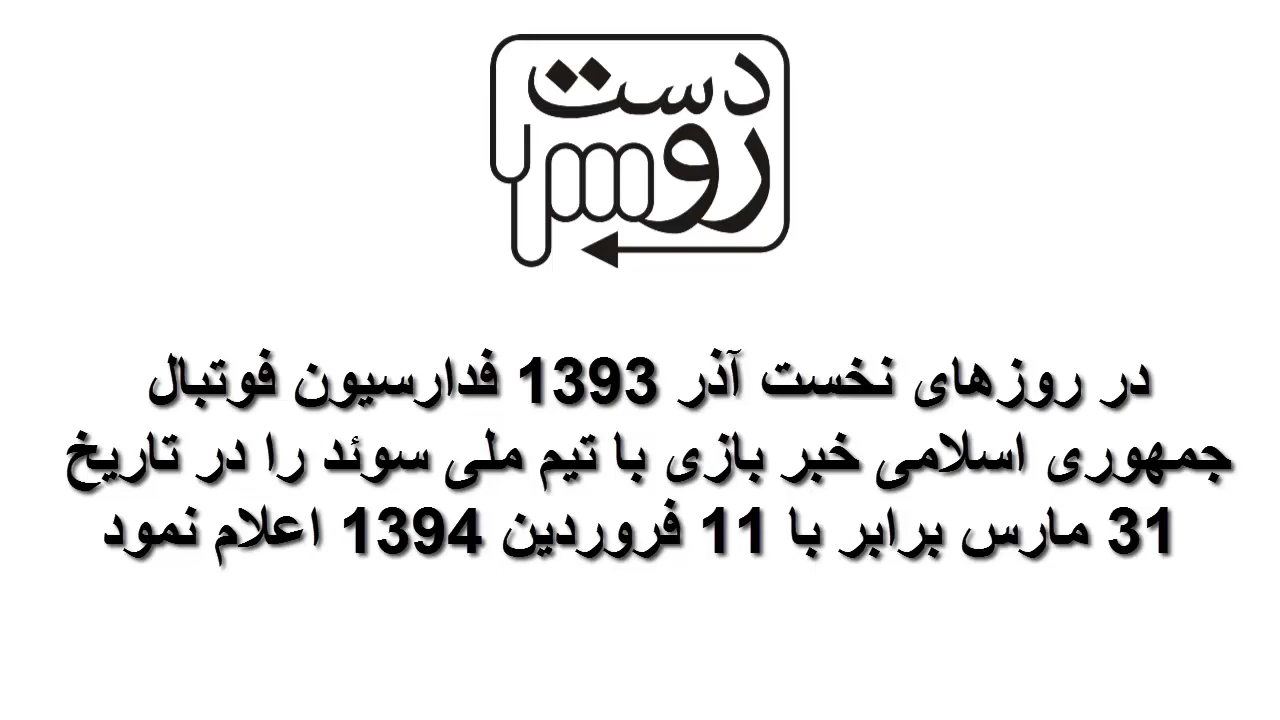 دست
رو
در روزهای نخست آذر 1393 فدارسیون فوتبال
جمهوری اسلامی خبر بازی با تیم ملی سوئد را در تاریخ
31 مارس برابر با 11 فروردین 1394 اعلام نمود